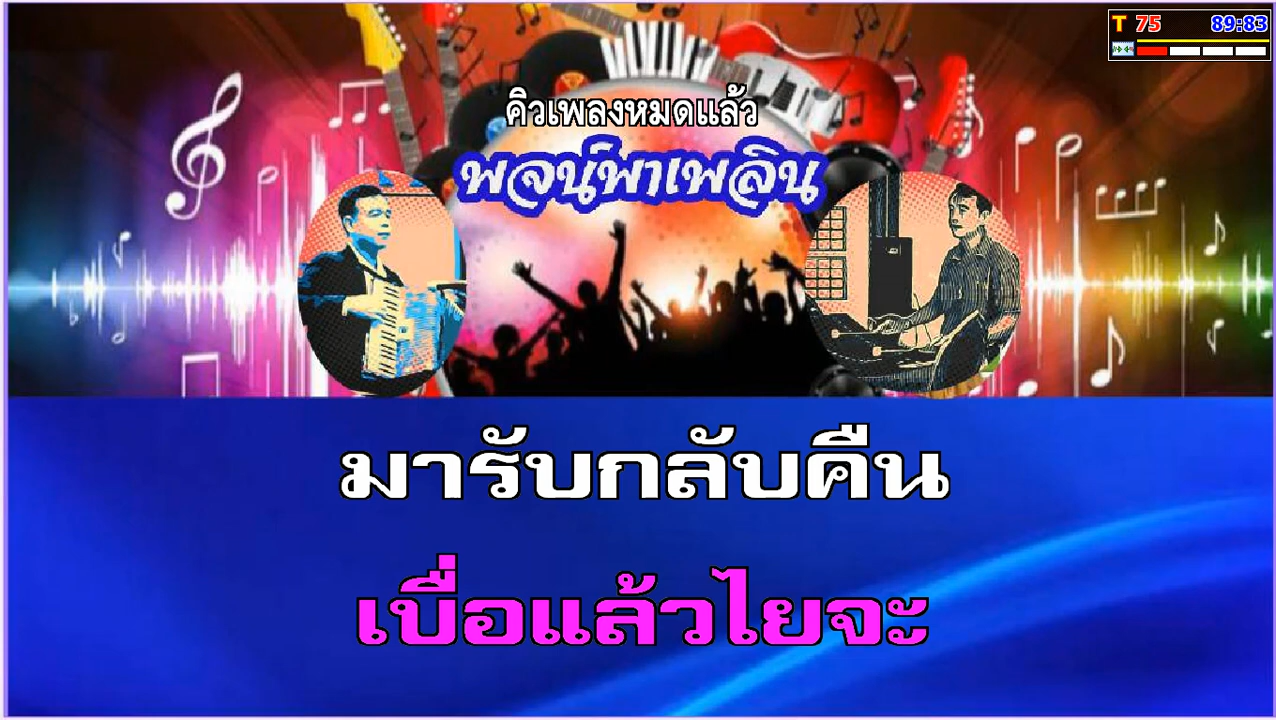 T 75 89:83
คิวเพลงหมดแล้ว
พจน์พาเพลิน
มารับกลับคืน
เบื่อแล้วไยจะ